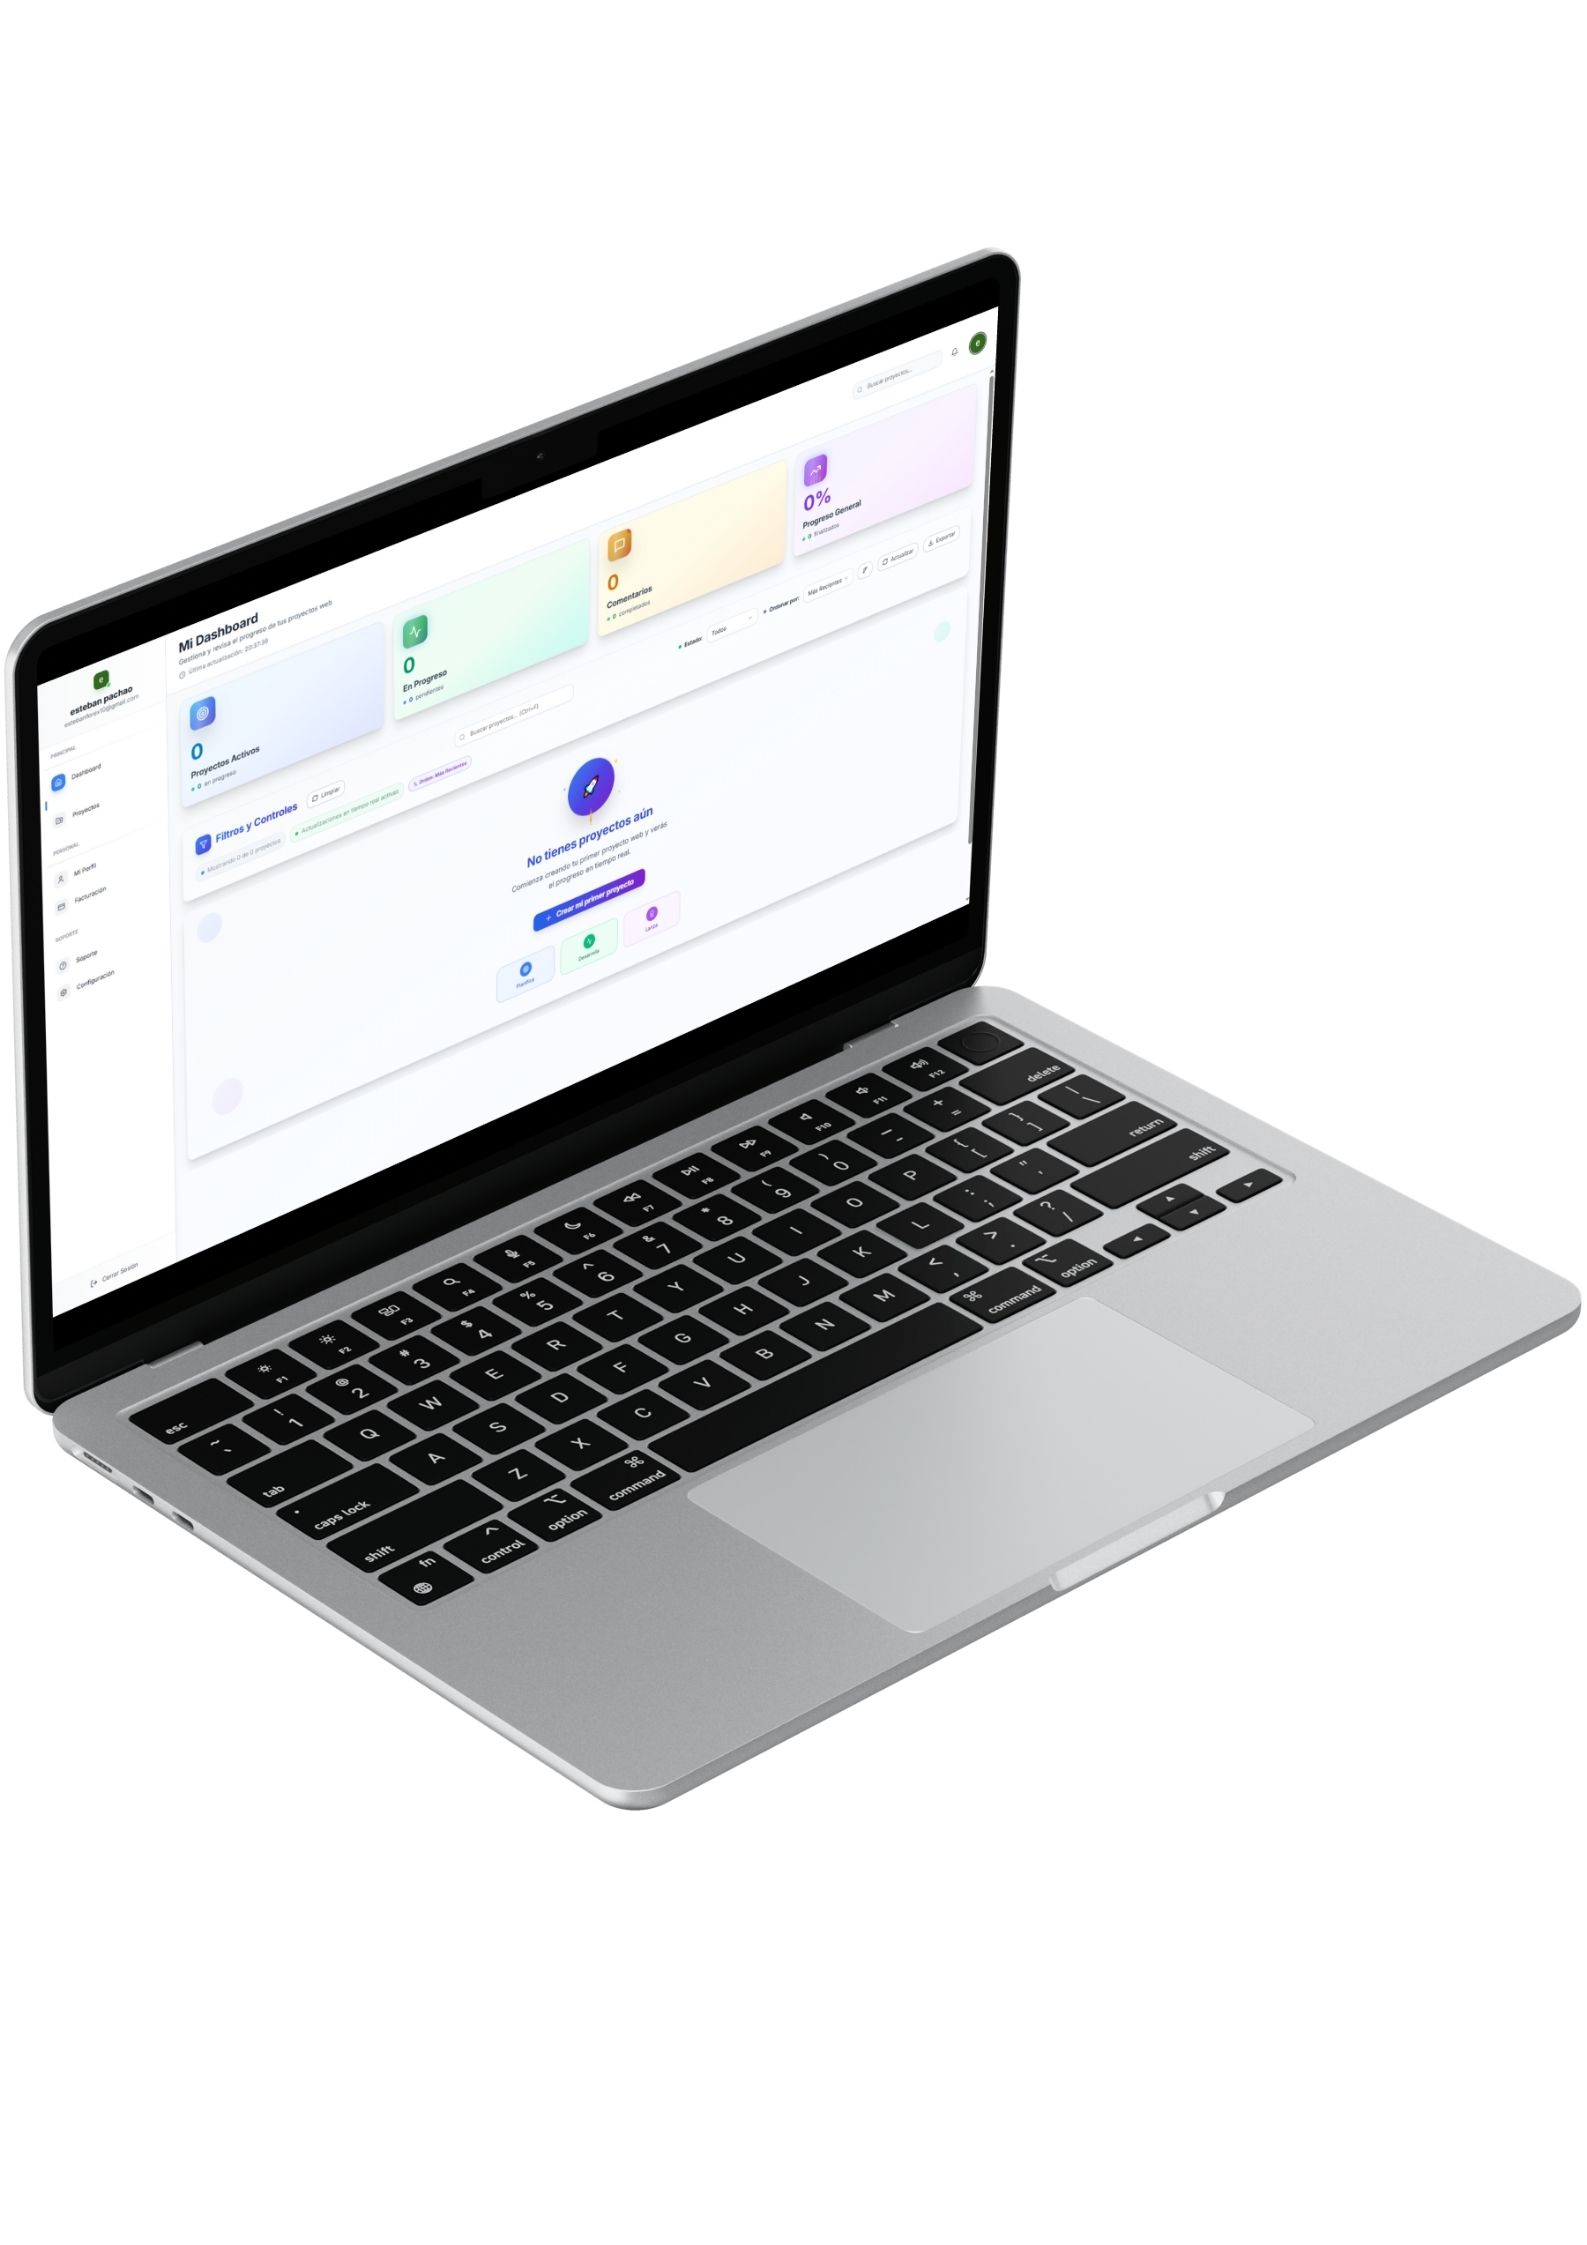 Buscar proyectos...
e
Mi Dashboard
Gestiona y revisa el progreso de tus proyectos web
Última actualización: 20:37:39
e
esteban pachao
PRINCIPAL
Dashboard
Proyectos
PERSONAL
Mi Perfil
Facturación
SOPORTE
Soporte
Configuración
Cerrar Sesión
0
Proyectos Activos
0 en progreso
0
En Progreso
0 pendientes
0
Comentarios
0 completados
0%
Progreso General
0 finalizados
Filtros y Controles
Limpiar
Buscar proyectos... (Ctrl+F)
Estado:
Todos
Ordenar por:
Más Recientes
Actualizar
Exportar
Mostrando 0 de 0 proyectos
Actualizaciones en tiempo real activas
Orden: Más Recientes
No tienes proyectos aún
Comienza creando tu primer proyecto web y verás
el progreso en tiempo real.
+ Crear mi primer proyecto
Planifica
Desarrolla
Lanza
esc F1 F2 F3 F4 F5 F6 F7 F8 F9 F10 F11 F12
~ ` ! 1 @ 2 # 3 $ 4 % 5 ^ 6 & 7 * 8 ( 9 ) 0 _ - + = delete
tab Q W E R T Y U I O P { [ } ] | \
caps lock A S D F G H J K L : ; " ' return
shift Z X C V B N M < , > . ? / shift
fn control option command command option